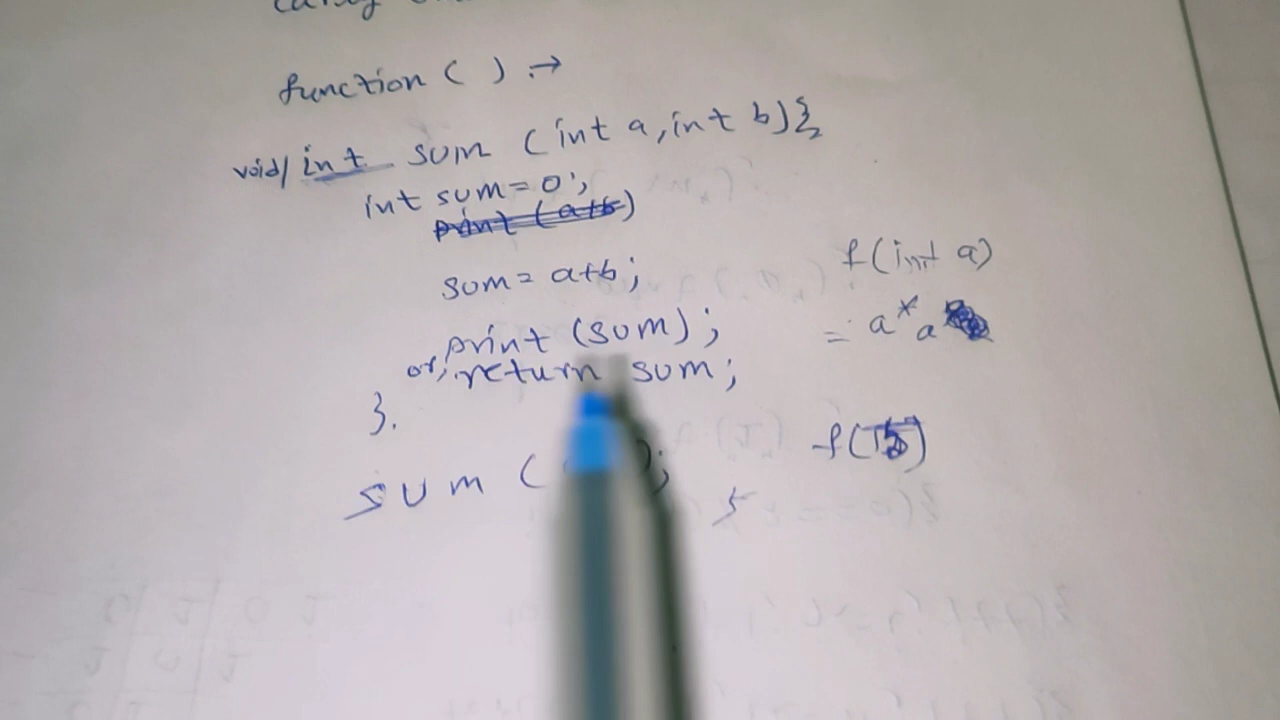 function ( ) :→
void/ int sum (int a, int b) {
int sum = 0;
print (a+b)
sum = a+b;
print (sum);
or, return sum;
}.
sum ( );
5
f(int a)
= a * a
f(